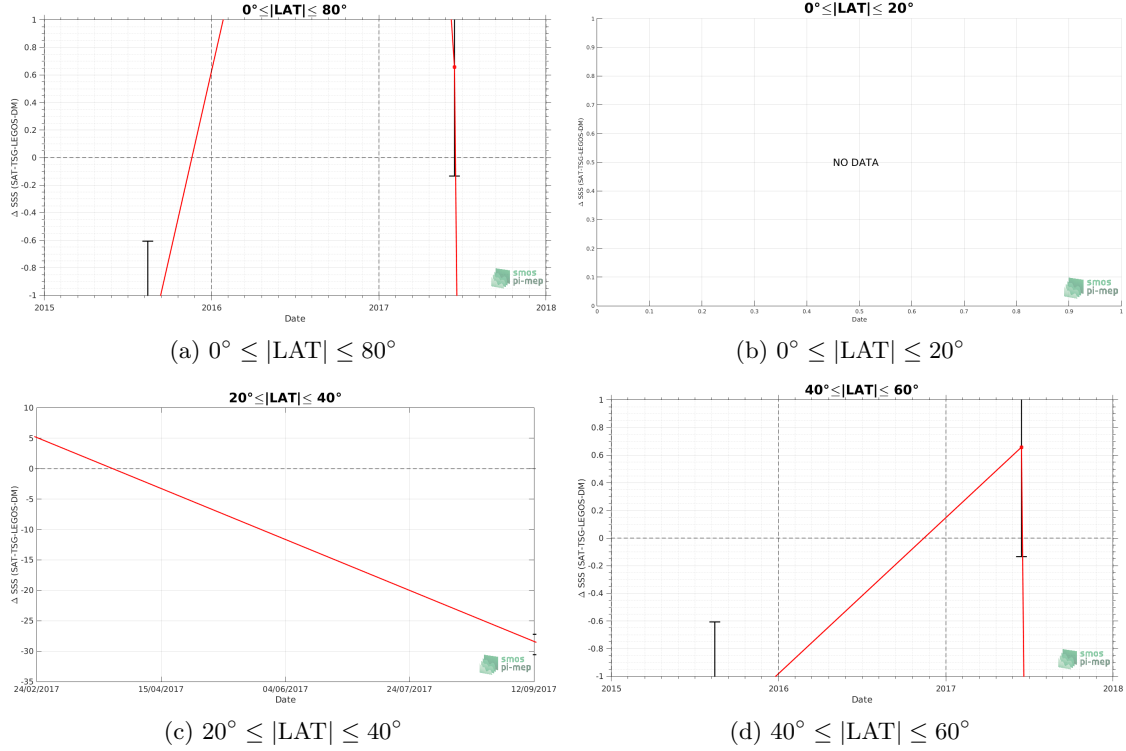 0°≤|LAT|≤ 80°
Δ SSS (SAT-TSG-LEGOS-DM)
1
0.8
0.6
0.4
0.2
0
-0.2
-0.4
-0.6
-0.8
-1
2015 2016 2017 2018
Date
smos
pi-mep
(a) 0° ≤ |LAT| ≤ 80°
0°≤|LAT|≤ 20°
Δ SSS (SAT-TSG-LEGOS-DM)
1
0.9
0.8
0.7
0.6
0.5
0.4
0.3
0.2
0.1
0
NO DATA
0 0.1 0.2 0.3 0.4 0.5 0.6 0.7 0.8 0.9 1
Date
smos
pi-mep
(b) 0° ≤ |LAT| ≤ 20°
20°≤|LAT|≤ 40°
Δ SSS (SAT-TSG-LEGOS-DM)
10
5
0
-5
-10
-15
-20
-25
-30
-35
24/02/2017 15/04/2017 04/06/2017 24/07/2017 12/09/2017
Date
smos
pi-mep
(c) 20° ≤ |LAT| ≤ 40°
40°≤|LAT|≤ 60°
Δ SSS (SAT-TSG-LEGOS-DM)
1
0.8
0.6
0.4
0.2
0
-0.2
-0.4
-0.6
-0.8
-1
2015 2016 2017 2018
Date
smos
pi-mep
(d) 40° ≤ |LAT| ≤ 60°